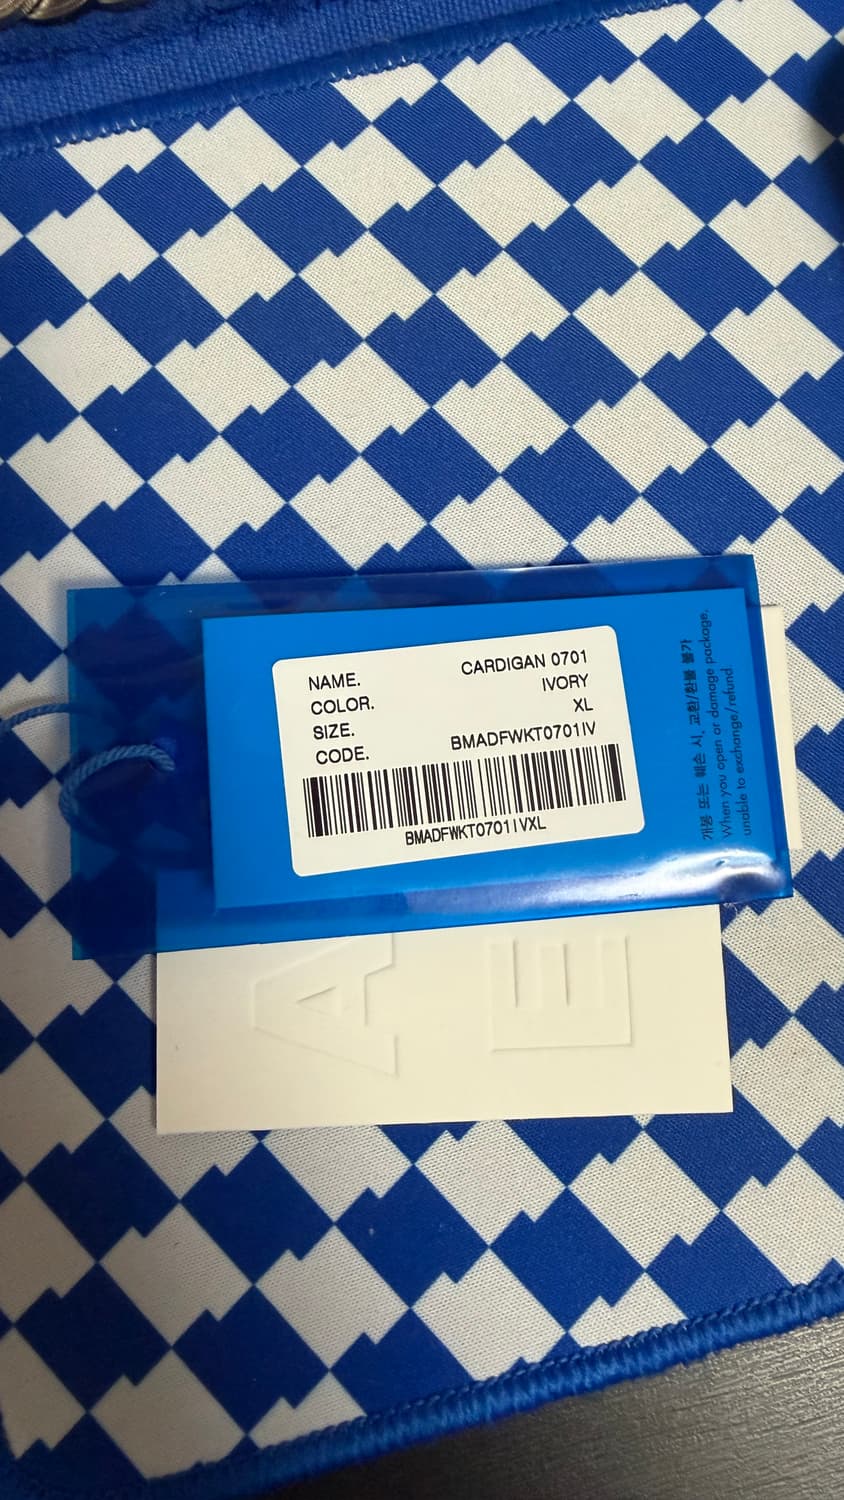 NAME. CARDIGAN 0701
COLOR. IVORY
SIZE. XL
CODE. BMADFWKT0701IV
BMADFWKT0701IVXL
개봉 또는 훼손 시, 교환/환불 불가
When you open or damage package,
unable to exchange/refund
A E